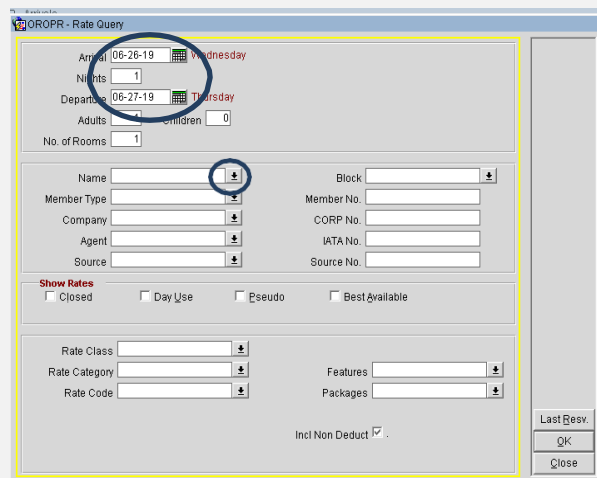 OROPR - Rate Query
Arrival 06-26-19 Wednesday
Nights 1
Departure 06-27-19 Thursday
Adults 1 Children 0
No. of Rooms 1
Name Block
Member Type Member No.
Company CORP No.
Agent IATA No.
Source Source No.
Show Rates
Closed Day Use Pseudo Best Available
Rate Class
Rate Category Features
Rate Code Packages
Incl Non Deduct .
Last Resv.
OK
Close